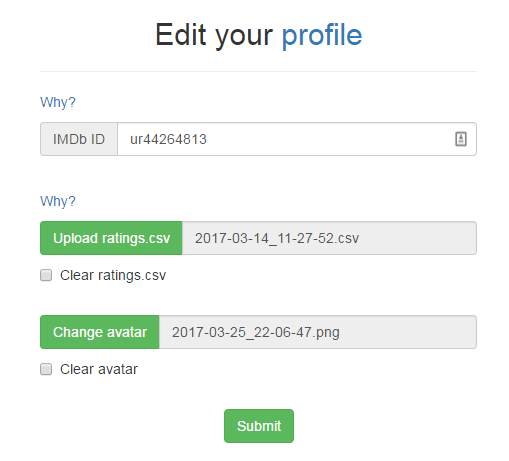 Edit your profile
Why?
IMDb ID ur44264813
Why?
Upload ratings.csv 2017-03-14_11-27-52.csv
Clear ratings.csv
Change avatar 2017-03-25_22-06-47.png
Clear avatar
Submit